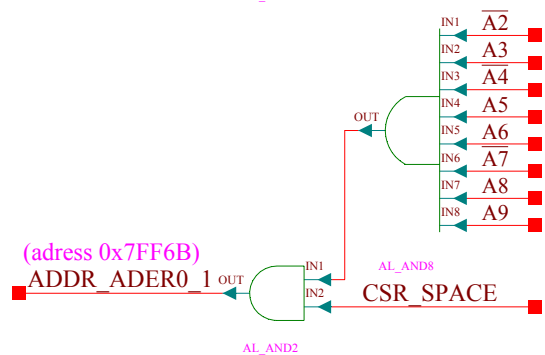 IN1 A2
IN2 A3
IN3 A4
IN4 A5
OUT
IN5 A6
IN6 A7
IN7 A8
IN8 A9
(adress 0x7FF6B)
ADDR_ADER0_1 OUT
IN1
AL_AND8
IN2 CSR_SPACE
AL_AND2